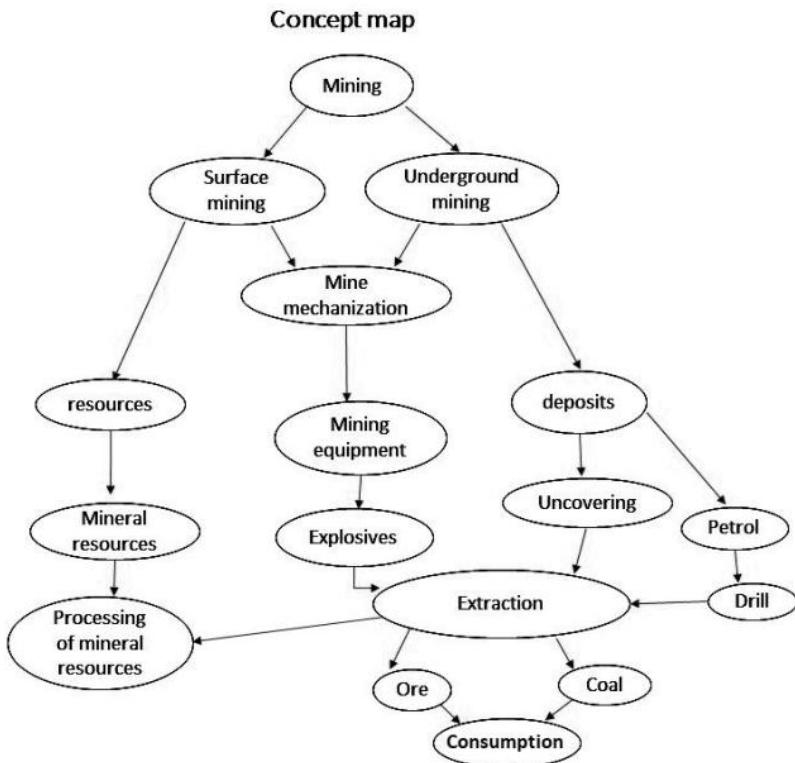 Concept map
Mining
Surface
mining
Underground
mining
Mine
mechanization
resources
Mining
equipment
deposits
Mineral
resources
Explosives
Uncovering
Petrol
Processing
of mineral
resources
Extraction
Drill
Ore
Coal
Consumption